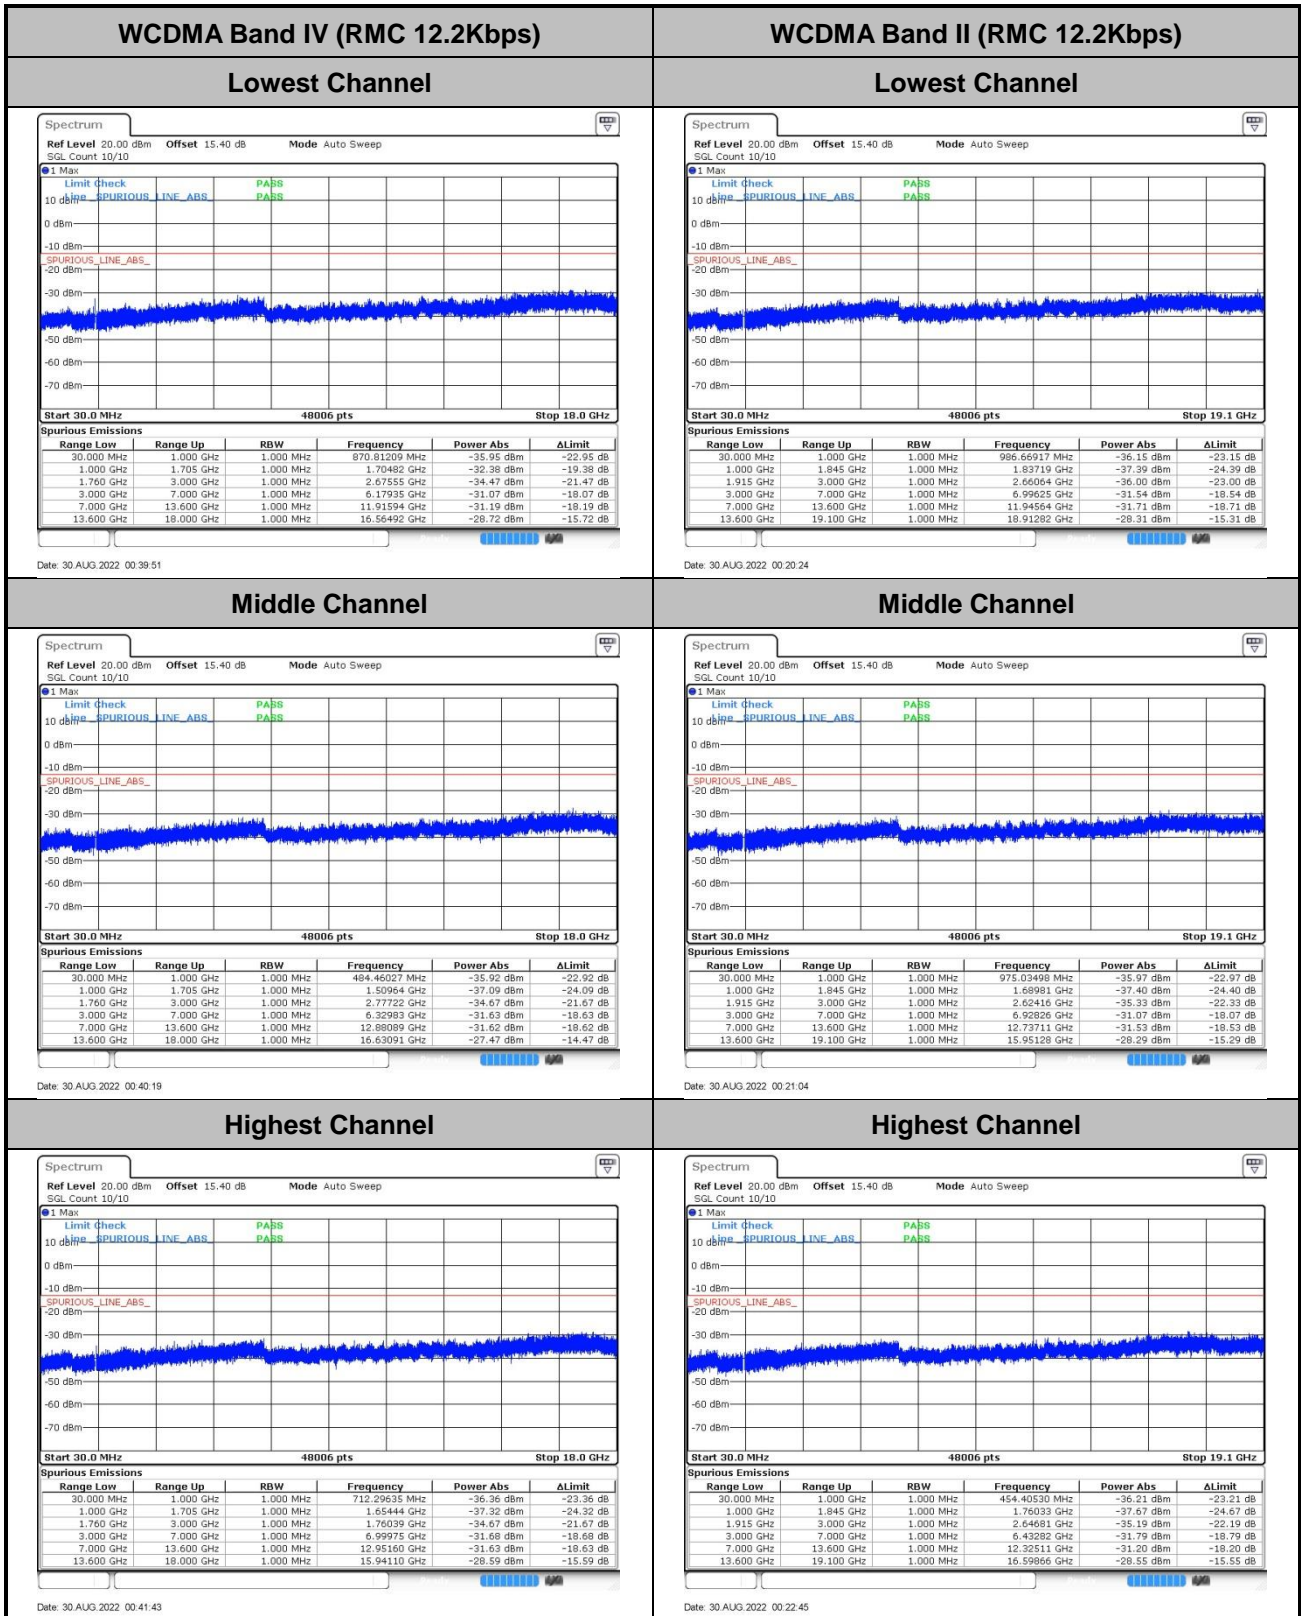 WCDMA Band IV (RMC 12.2Kbps)
WCDMA Band II (RMC 12.2Kbps)
Lowest Channel
Lowest Channel
Spectrum
Ref Level 20.00 dBm Offset 15.40 dB Mode Auto Sweep
SGL Count 10/10
1 Max
Limit Check PASS
Line _SPURIOUS_LINE_ABS_ PASS
10 dBm
0 dBm
-10 dBm
_SPURIOUS_LINE_ABS_
-20 dBm
-30 dBm
-50 dBm
-60 dBm
-70 dBm
Start 30.0 MHz 48006 pts Stop 18.0 GHz
Spurious Emissions
Range Low Range Up RBW Frequency Power Abs ΔLimit
30.000 MHz 1.000 GHz 1.000 MHz 870.81209 MHz -35.95 dBm -22.95 dB
1.000 GHz 1.705 GHz 1.000 MHz 1.70482 GHz -32.38 dBm -19.38 dB
1.760 GHz 3.000 GHz 1.000 MHz 2.67555 GHz -34.47 dBm -21.47 dB
3.000 GHz 7.000 GHz 1.000 MHz 6.17935 GHz -31.07 dBm -18.07 dB
7.000 GHz 13.600 GHz 1.000 MHz 11.91594 GHz -31.19 dBm -18.19 dB
13.600 GHz 18.000 GHz 1.000 MHz 16.56492 GHz -28.72 dBm -15.72 dB
Date: 30.AUG.2022 00:39:51
Spectrum
Ref Level 20.00 dBm Offset 15.40 dB Mode Auto Sweep
SGL Count 10/10
1 Max
Limit Check PASS
Line _SPURIOUS_LINE_ABS_ PASS
10 dBm
0 dBm
-10 dBm
_SPURIOUS_LINE_ABS_
-20 dBm
-30 dBm
-50 dBm
-60 dBm
-70 dBm
Start 30.0 MHz 48006 pts Stop 19.1 GHz
Spurious Emissions
Range Low Range Up RBW Frequency Power Abs ΔLimit
30.000 MHz 1.000 GHz 1.000 MHz 986.66917 MHz -36.15 dBm -23.15 dB
1.000 GHz 1.845 GHz 1.000 MHz 1.83719 GHz -37.39 dBm -24.39 dB
1.915 GHz 3.000 GHz 1.000 MHz 2.66064 GHz -36.00 dBm -23.00 dB
3.000 GHz 7.000 GHz 1.000 MHz 6.99625 GHz -31.54 dBm -18.54 dB
7.000 GHz 13.600 GHz 1.000 MHz 11.94564 GHz -31.71 dBm -18.71 dB
13.600 GHz 19.100 GHz 1.000 MHz 18.91282 GHz -28.31 dBm -15.31 dB
Date: 30.AUG.2022 00:20:24
Middle Channel
Middle Channel
Spectrum
Ref Level 20.00 dBm Offset 15.40 dB Mode Auto Sweep
SGL Count 10/10
1 Max
Limit Check PASS
Line _SPURIOUS_LINE_ABS_ PASS
10 dBm
0 dBm
-10 dBm
_SPURIOUS_LINE_ABS_
-20 dBm
-30 dBm
-50 dBm
-60 dBm
-70 dBm
Start 30.0 MHz 48006 pts Stop 18.0 GHz
Spurious Emissions
Range Low Range Up RBW Frequency Power Abs ΔLimit
30.000 MHz 1.000 GHz 1.000 MHz 484.46027 MHz -35.92 dBm -22.92 dB
1.000 GHz 1.705 GHz 1.000 MHz 1.50964 GHz -37.09 dBm -24.09 dB
1.760 GHz 3.000 GHz 1.000 MHz 2.77722 GHz -34.67 dBm -21.67 dB
3.000 GHz 7.000 GHz 1.000 MHz 6.32983 GHz -31.63 dBm -18.63 dB
7.000 GHz 13.600 GHz 1.000 MHz 12.88089 GHz -31.62 dBm -18.62 dB
13.600 GHz 18.000 GHz 1.000 MHz 16.63091 GHz -27.47 dBm -14.47 dB
Date: 30.AUG.2022 00:40:19
Spectrum
Ref Level 20.00 dBm Offset 15.40 dB Mode Auto Sweep
SGL Count 10/10
1 Max
Limit Check PASS
Line _SPURIOUS_LINE_ABS_ PASS
10 dBm
0 dBm
-10 dBm
_SPURIOUS_LINE_ABS_
-20 dBm
-30 dBm
-50 dBm
-60 dBm
-70 dBm
Start 30.0 MHz 48006 pts Stop 19.1 GHz
Spurious Emissions
Range Low Range Up RBW Frequency Power Abs ΔLimit
30.000 MHz 1.000 GHz 1.000 MHz 975.03498 MHz -35.97 dBm -22.97 dB
1.000 GHz 1.845 GHz 1.000 MHz 1.68981 GHz -37.40 dBm -24.40 dB
1.915 GHz 3.000 GHz 1.000 MHz 2.62416 GHz -35.33 dBm -22.33 dB
3.000 GHz 7.000 GHz 1.000 MHz 6.92826 GHz -31.07 dBm -18.07 dB
7.000 GHz 13.600 GHz 1.000 MHz 12.73711 GHz -31.53 dBm -18.53 dB
13.600 GHz 19.100 GHz 1.000 MHz 15.95128 GHz -28.29 dBm -15.29 dB
Date: 30.AUG.2022 00:21:04
Highest Channel
Highest Channel
Spectrum
Ref Level 20.00 dBm Offset 15.40 dB Mode Auto Sweep
SGL Count 10/10
1 Max
Limit Check PASS
Line _SPURIOUS_LINE_ABS_ PASS
10 dBm
0 dBm
-10 dBm
_SPURIOUS_LINE_ABS_
-20 dBm
-30 dBm
-50 dBm
-60 dBm
-70 dBm
Start 30.0 MHz 48006 pts Stop 18.0 GHz
Spurious Emissions
Range Low Range Up RBW Frequency Power Abs ΔLimit
30.000 MHz 1.000 GHz 1.000 MHz 712.29635 MHz -36.36 dBm -23.36 dB
1.000 GHz 1.705 GHz 1.000 MHz 1.65444 GHz -37.32 dBm -24.32 dB
1.760 GHz 3.000 GHz 1.000 MHz 1.76039 GHz -34.67 dBm -21.67 dB
3.000 GHz 7.000 GHz 1.000 MHz 6.99975 GHz -31.68 dBm -18.68 dB
7.000 GHz 13.600 GHz 1.000 MHz 12.95160 GHz -31.63 dBm -18.63 dB
13.600 GHz 18.000 GHz 1.000 MHz 15.94110 GHz -28.59 dBm -15.59 dB
Date: 30.AUG.2022 00:41:43
Spectrum
Ref Level 20.00 dBm Offset 15.40 dB Mode Auto Sweep
SGL Count 10/10
1 Max
Limit Check PASS
Line _SPURIOUS_LINE_ABS_ PASS
10 dBm
0 dBm
-10 dBm
_SPURIOUS_LINE_ABS_
-20 dBm
-30 dBm
-50 dBm
-60 dBm
-70 dBm
Start 30.0 MHz 48006 pts Stop 19.1 GHz
Spurious Emissions
Range Low Range Up RBW Frequency Power Abs ΔLimit
30.000 MHz 1.000 GHz 1.000 MHz 454.40530 MHz -36.21 dBm -23.21 dB
1.000 GHz 1.845 GHz 1.000 MHz 1.76033 GHz -37.67 dBm -24.67 dB
1.915 GHz 3.000 GHz 1.000 MHz 2.64681 GHz -35.19 dBm -22.19 dB
3.000 GHz 7.000 GHz 1.000 MHz 6.43282 GHz -31.79 dBm -18.79 dB
7.000 GHz 13.600 GHz 1.000 MHz 12.32511 GHz -31.20 dBm -18.20 dB
13.600 GHz 19.100 GHz 1.000 MHz 16.59866 GHz -28.55 dBm -15.55 dB
Date: 30.AUG.2022 00:22:45